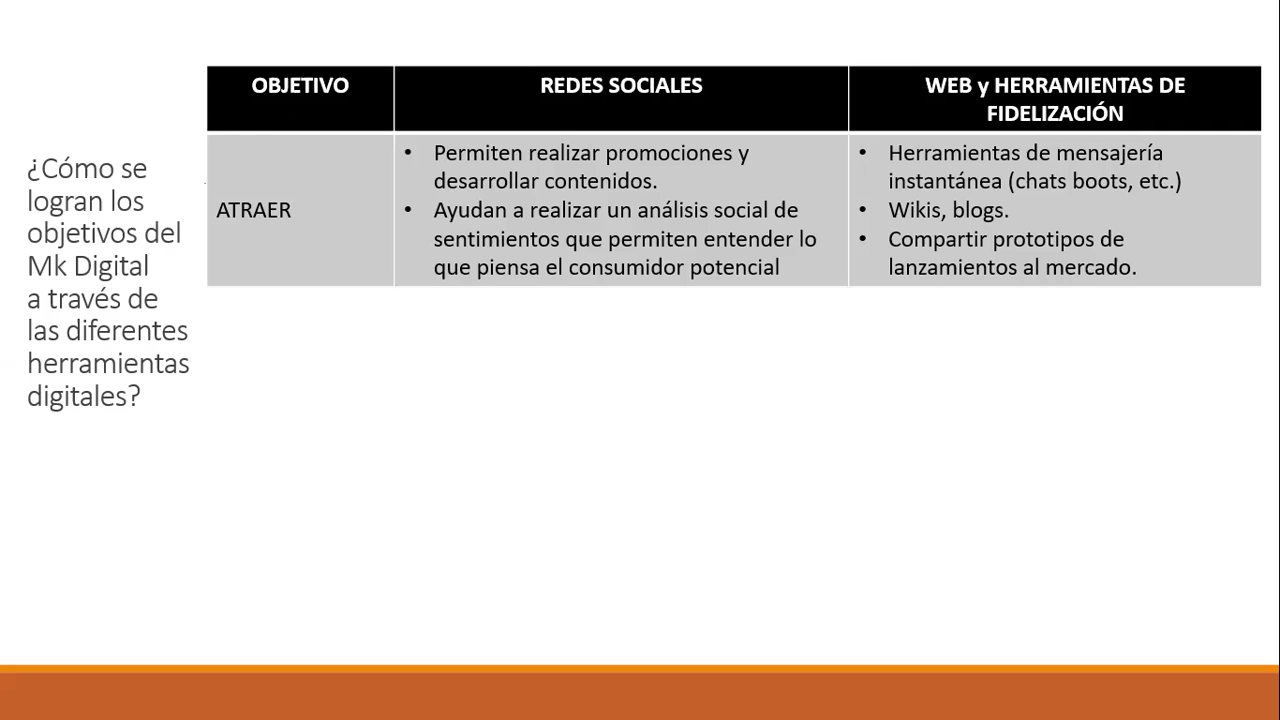 ¿Cómo se
logran los
objetivos del
Mk Digital
a través de
las diferentes
herramientas
digitales?
OBJETIVO
REDES SOCIALES
WEB y HERRAMIENTAS DE
FIDELIZACIÓN
ATRAER
• Permiten realizar promociones y
desarrollar contenidos.
• Ayudan a realizar un análisis social de
sentimientos que permiten entender lo
que piensa el consumidor potencial
• Herramientas de mensajería
instantánea (chats boots, etc.)
• Wikis, blogs.
• Compartir prototipos de
lanzamientos al mercado.